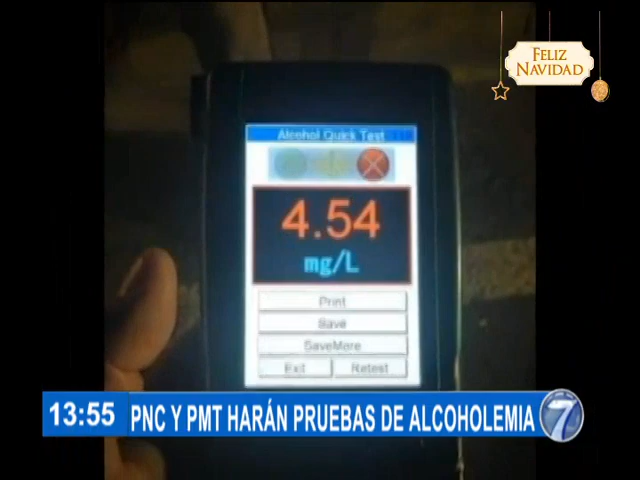 FELIZ
NAVIDAD
Alcohol Quick Test
4.54
mg/L
Print
Save
SaveMore
Exit Retest
13:55 PNC Y PMT HARÁN PRUEBAS DE ALCOHOLEMIA 7